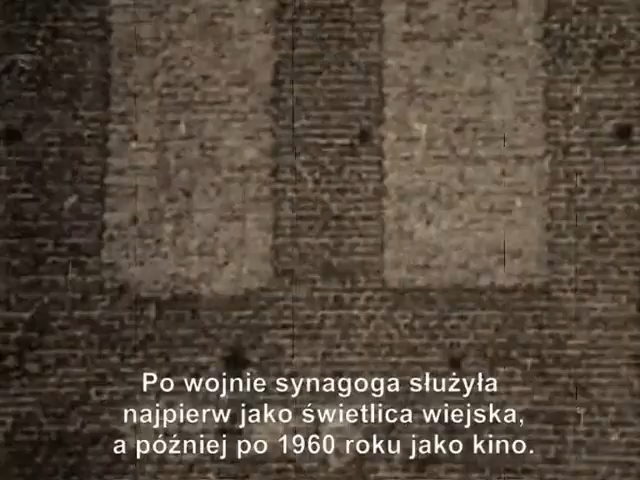 Po wojnie synagoga służyła
najpierw jako świetlica wiejska,
a później po 1960 roku jako kino.